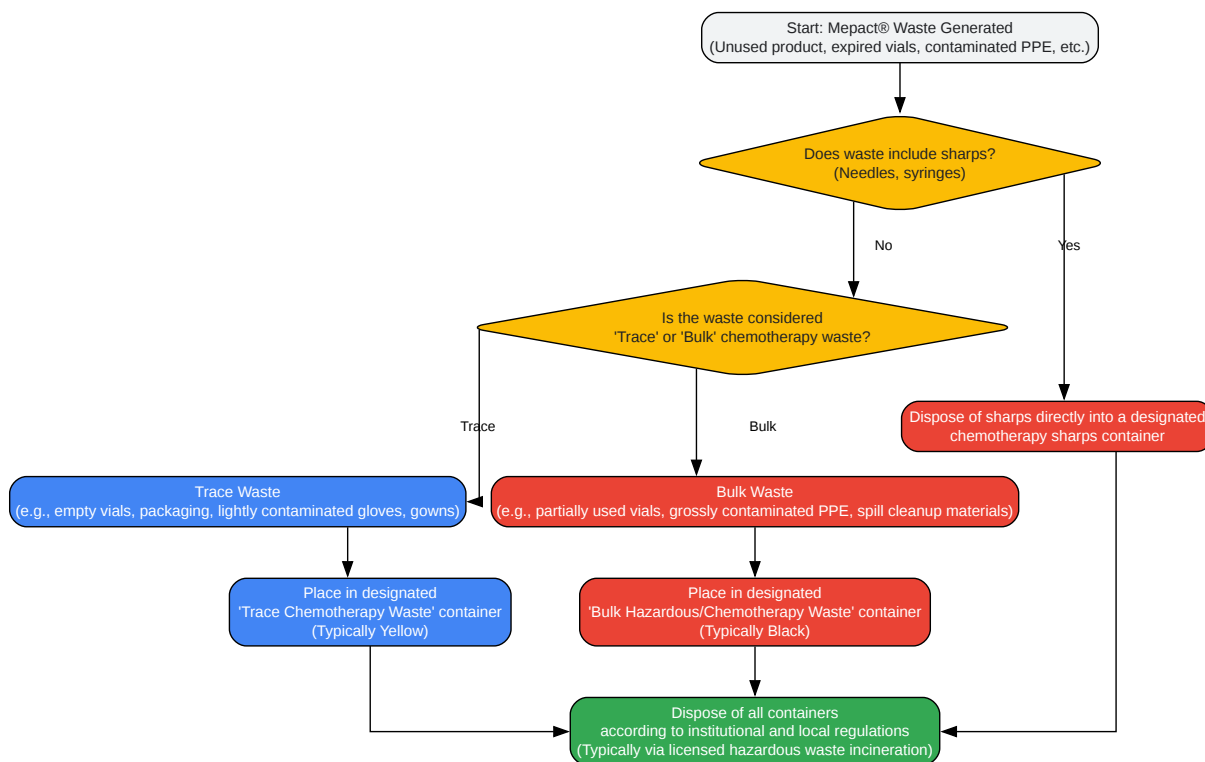 Start: Mepact® Waste Generated
(Unused product, expired vials, contaminated PPE, etc.)
Does waste include sharps?
(Needles, syringes)
No
Yes
Is the waste considered
'Trace' or 'Bulk' chemotherapy waste?
Trace
Bulk
Dispose of sharps directly into a designated
chemotherapy sharps container
Trace Waste
(e.g., empty vials, packaging, lightly contaminated gloves, gowns)
Bulk Waste
(e.g., partially used vials, grossly contaminated PPE, spill cleanup materials)
Place in designated
'Trace Chemotherapy Waste' container
(Typically Yellow)
Place in designated
'Bulk Hazardous/Chemotherapy Waste' container
(Typically Black)
Dispose of all containers
according to institutional and local regulations
(Typically via licensed hazardous waste incineration)